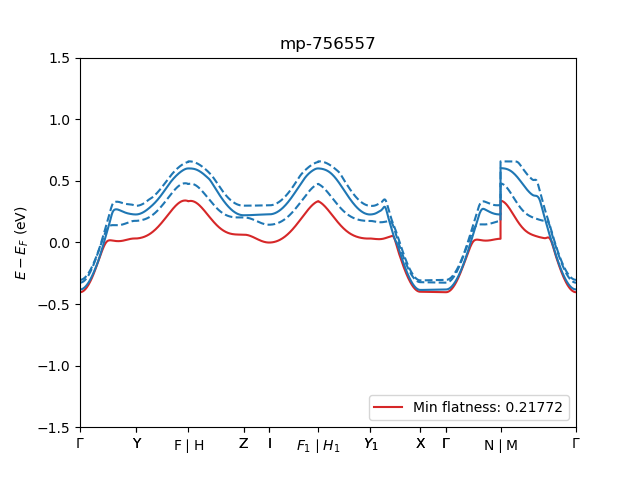 mp-756557
1.5
1.0
0.5
0.0
−0.5
−1.0
−1.5
E − E_F (eV)
Γ Y F | H Z I F₁ | H₁ Y₁ X Γ N | M Γ
Min flatness: 0.21772